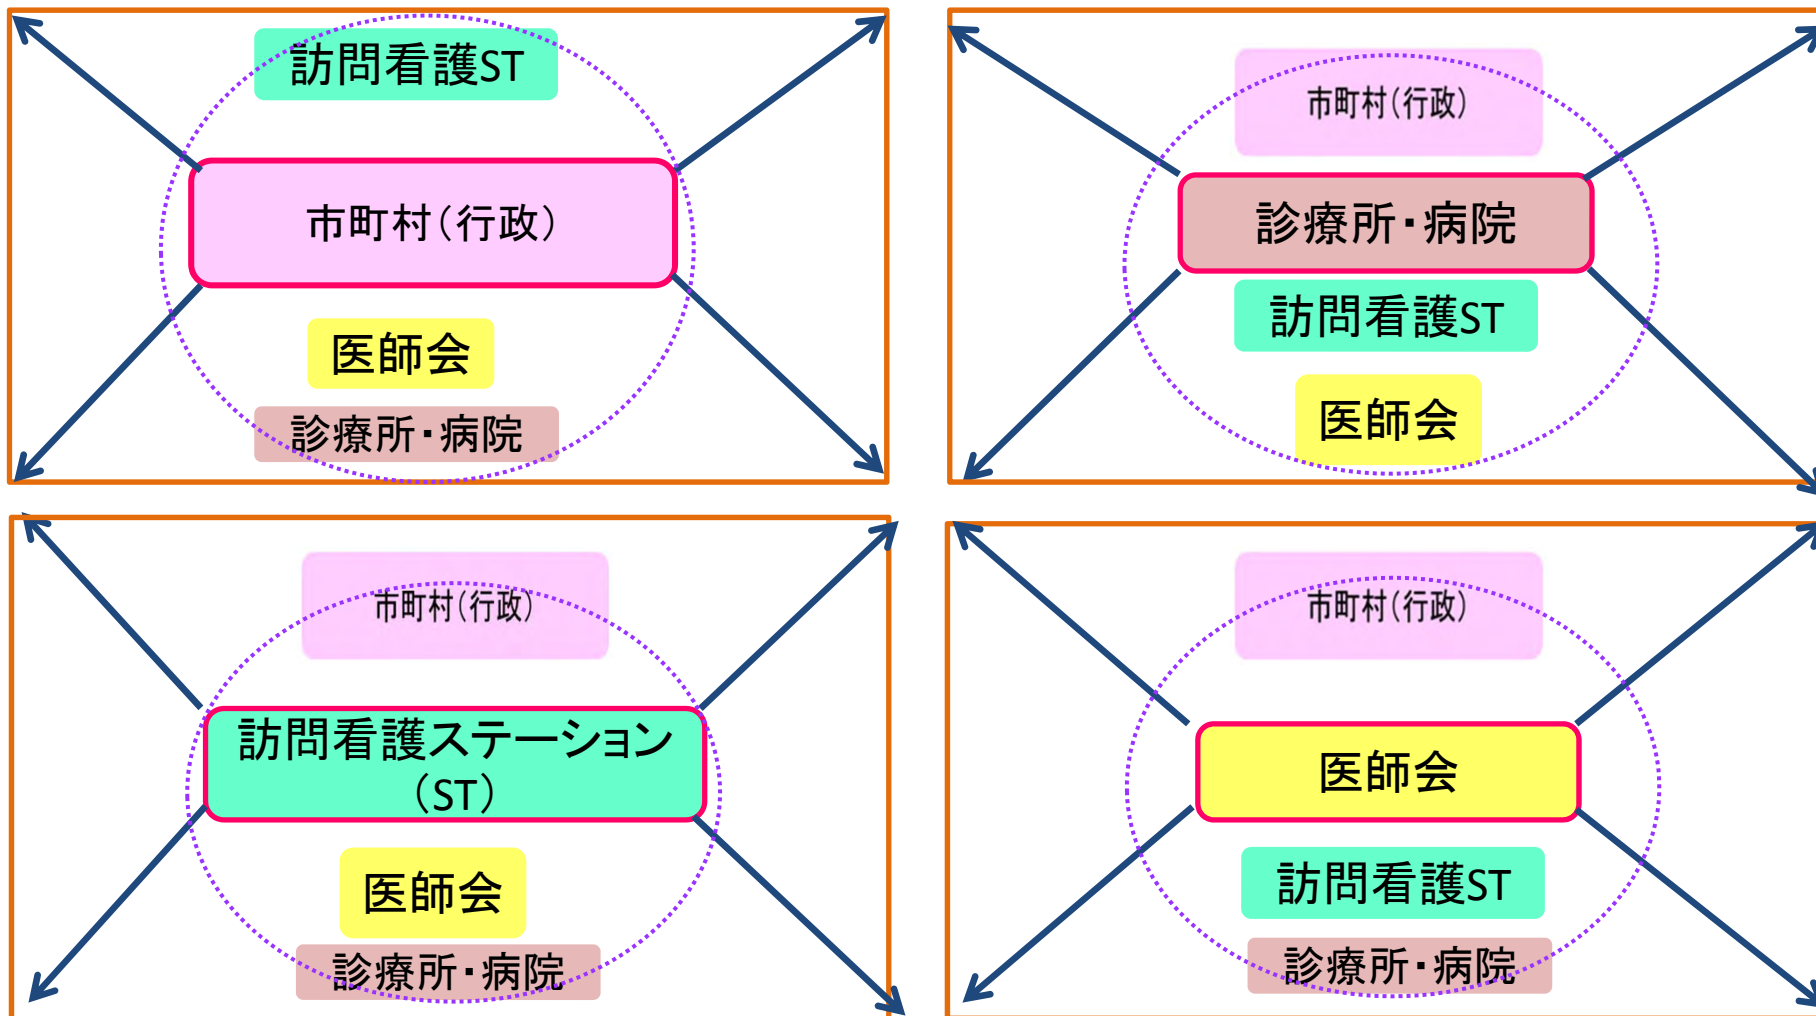 訪問看護ST
市町村（行政）
医師会
診療所・病院
市町村（行政）
診療所・病院
訪問看護ST
医師会
市町村（行政）
訪問看護ステーション
（ST）
医師会
診療所・病院
市町村（行政）
医師会
訪問看護ST
診療所・病院